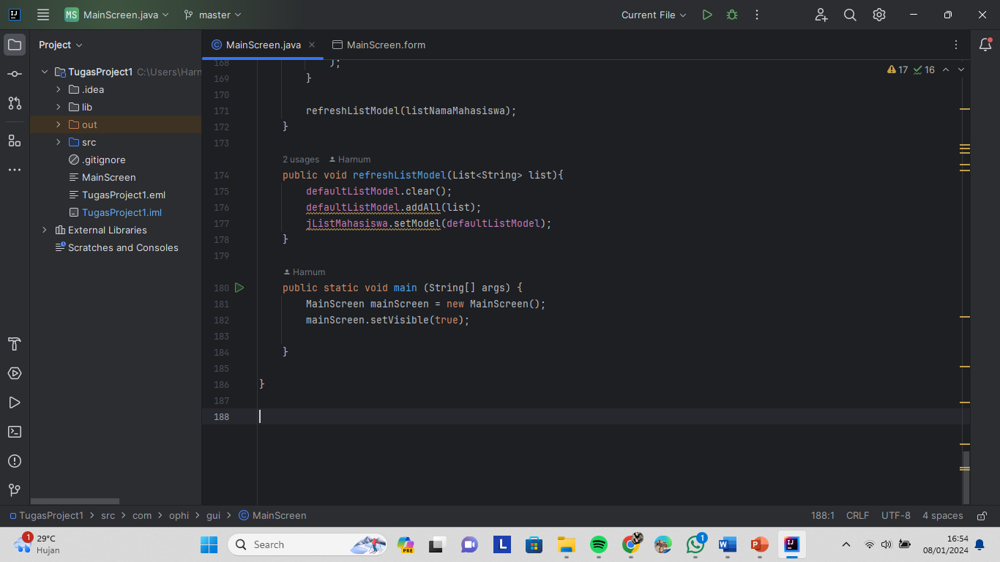 MS MainScreen.java master Current File
Project
MainScreen.java MainScreen.form
TugasProject1 C:\Users\Harn
.idea
lib
out
src
.gitignore
MainScreen
TugasProject1.eml
TugasProject1.iml
External Libraries
Scratches and Consoles
17 16
168 );
169 }
170
171 refreshListModel(listNamaMahasiswa);
172 }
173
2 usages Harnum
174 public void refreshListModel(List<String> list){
175 defaultListModel.clear();
176 defaultListModel.addAll(list);
177 jListMahasiswa.setModel(defaultListModel);
178 }
179
Harnum
180 public static void main (String[] args) {
181 MainScreen mainScreen = new MainScreen();
182 mainScreen.setVisible(true);
183
184 }
185
186 }
187
188
TugasProject1 > src > com > ophi > gui > MainScreen 188:1 CRLF UTF-8 4 spaces
1 29°C
Hujan
Search
PRE
L
1
16:54
08/01/2024